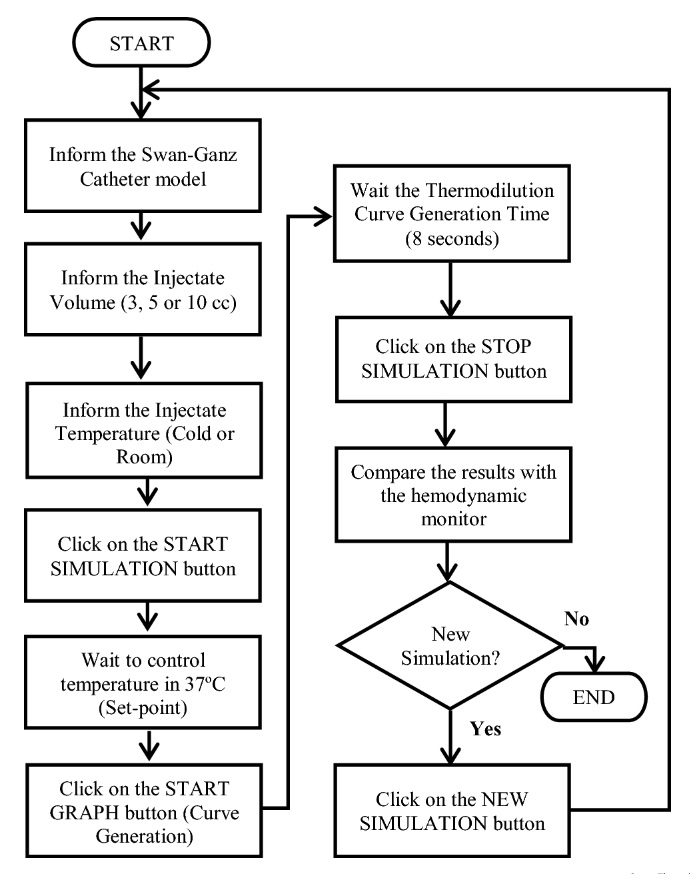 START
Inform the Swan-Ganz
Catheter model
Inform the Injectate
Volume (3, 5 or 10 cc)
Inform the Injectate
Temperature (Cold or
Room)
Click on the START
SIMULATION button
Wait to control
temperature in 37ºC
(Set-point)
Click on the START
GRAPH button (Curve
Generation)
Wait the Thermodilution
Curve Generation Time
(8 seconds)
Click on the STOP
SIMULATION button
Compare the results with
the hemodynamic
monitor
New
Simulation?
No
END
Yes
Click on the NEW
SIMULATION button